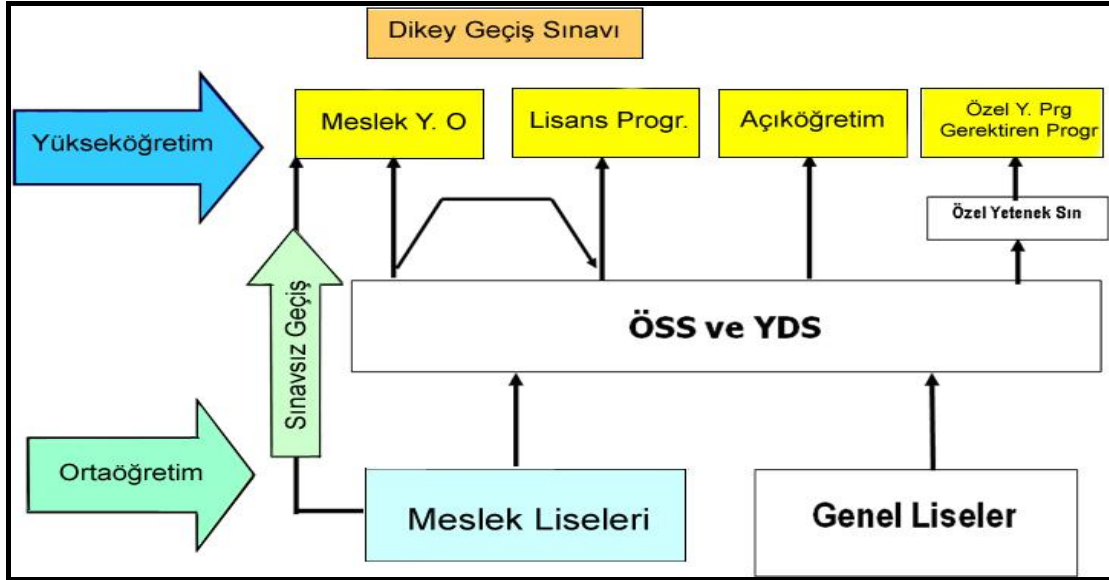 Dikey Geçiş Sınavı
Yükseköğretim
Meslek Y. O
Lisans Progr.
Açıköğretim
Özel Y. Prg
Gerektiren Progr
Özel Yetenek Sın
Sınavsız Geçiş
ÖSS ve YDS
Ortaöğretim
Meslek Liseleri
Genel Liseler